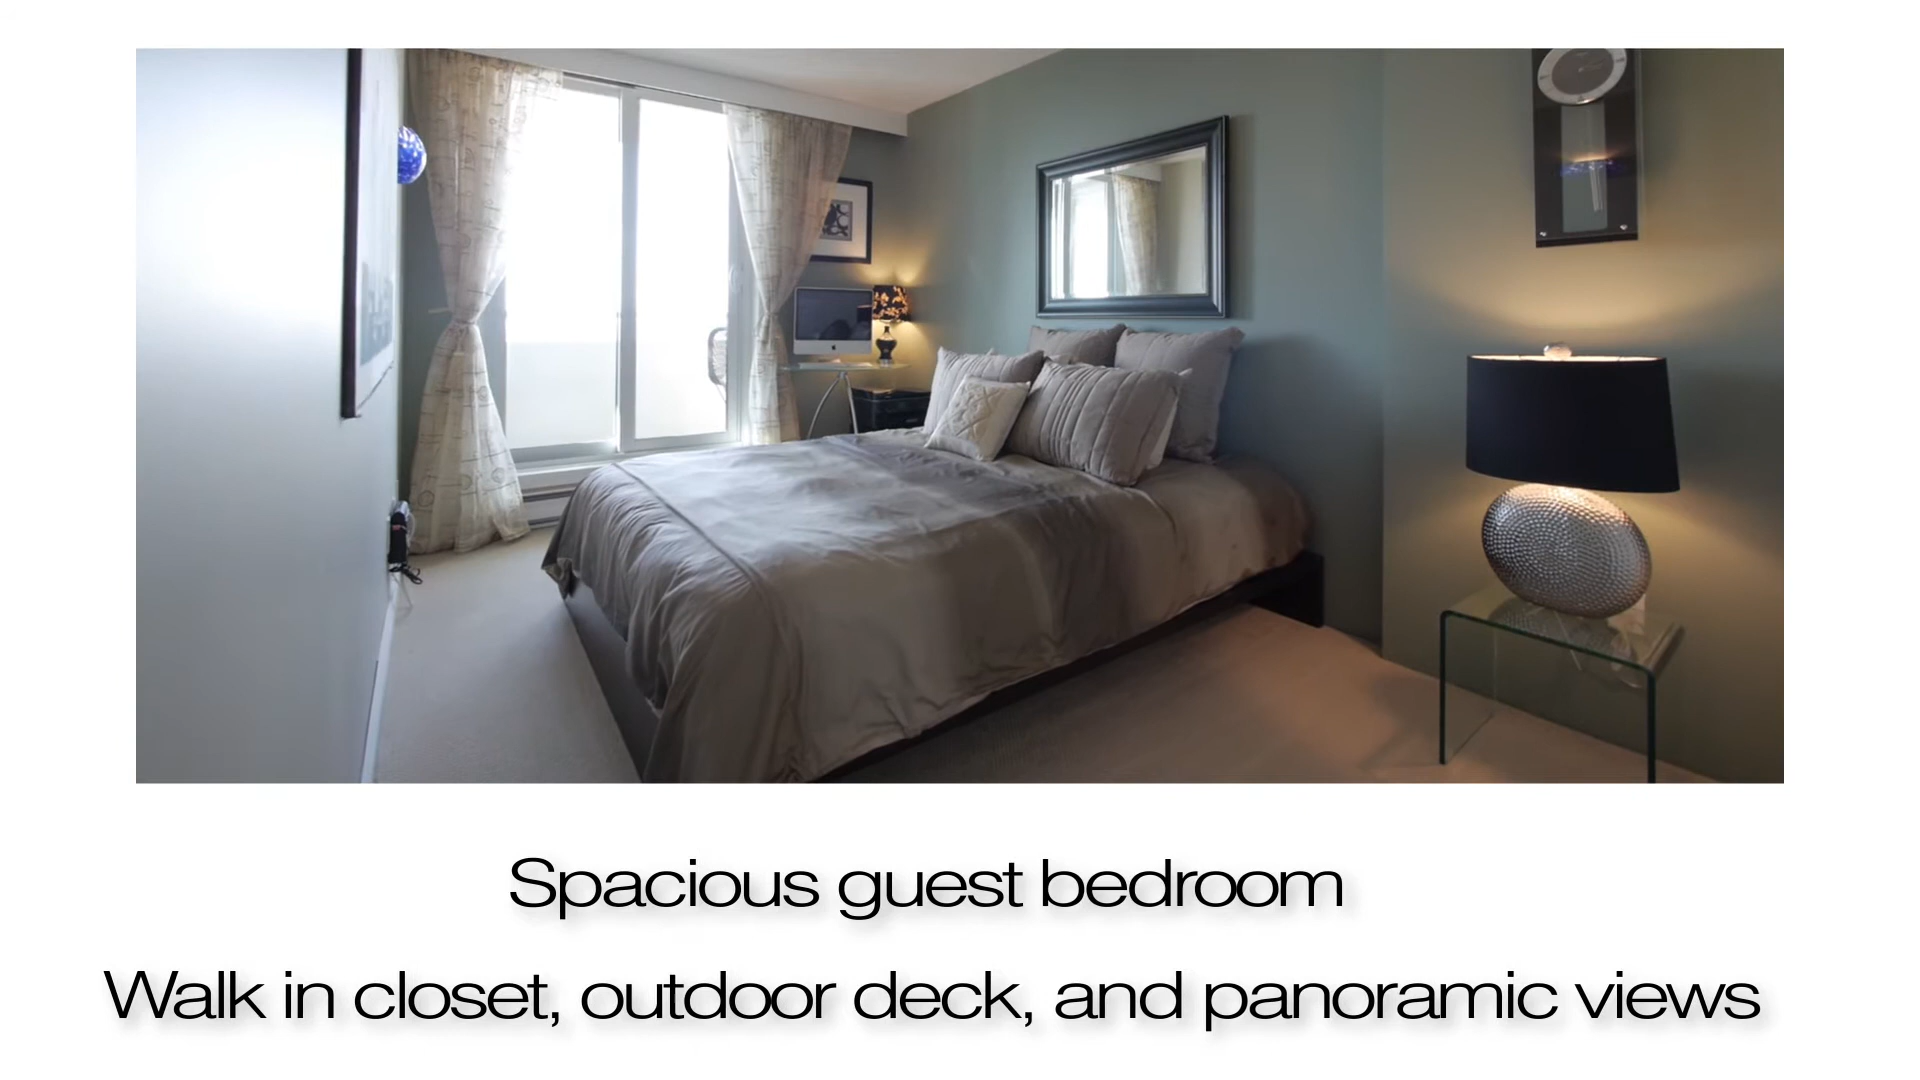 Spacious guest bedroom
Walk in closet, outdoor deck, and panoramic views